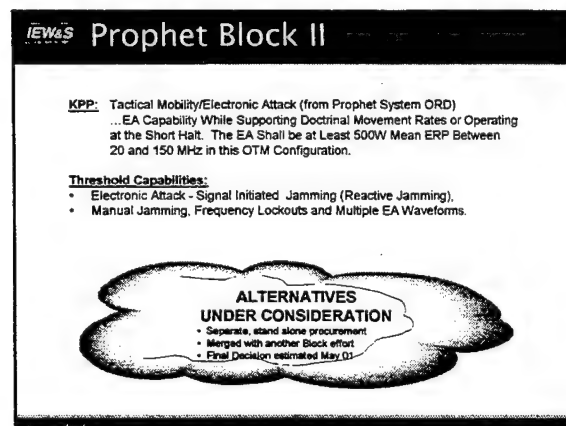 IEW&S Prophet Block II
KPP: Tactical Mobility/Electronic Attack (from Prophet System ORD)
...EA Capability While Supporting Doctrinal Movement Rates or Operating
at the Short Halt. The EA Shall be at Least 500W Mean ERP Between
20 and 150 MHz in this OTM Configuration.
Threshold Capabilities:
• Electronic Attack - Signal Initiated Jamming (Reactive Jamming),
• Manual Jamming, Frequency Lockouts and Multiple EA Waveforms.
ALTERNATIVES
UNDER CONSIDERATION
• Separate, stand alone procurement
• Merged with another Block effort
• Final Decision estimated May 01